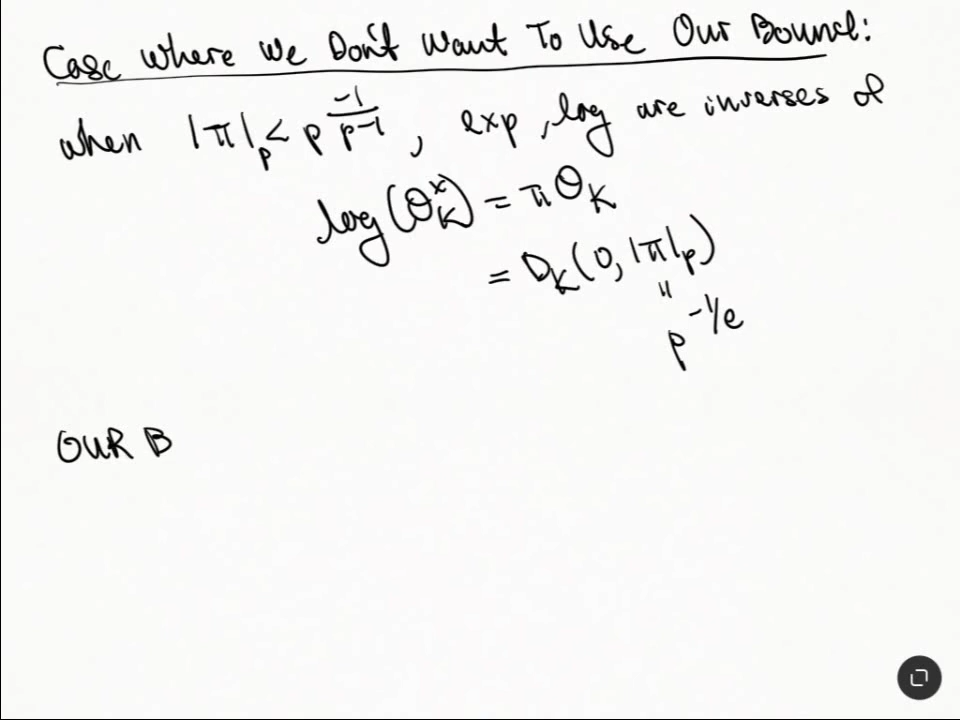 Case Where We Don't Want To Use Our Bound:
when |π|_p < p^{-1/(p-1)}, exp, log are inverses of
log(O_K^x) = πO_K
= D_K(0, |π|_p)
"
p^{-1/e}
OUR B